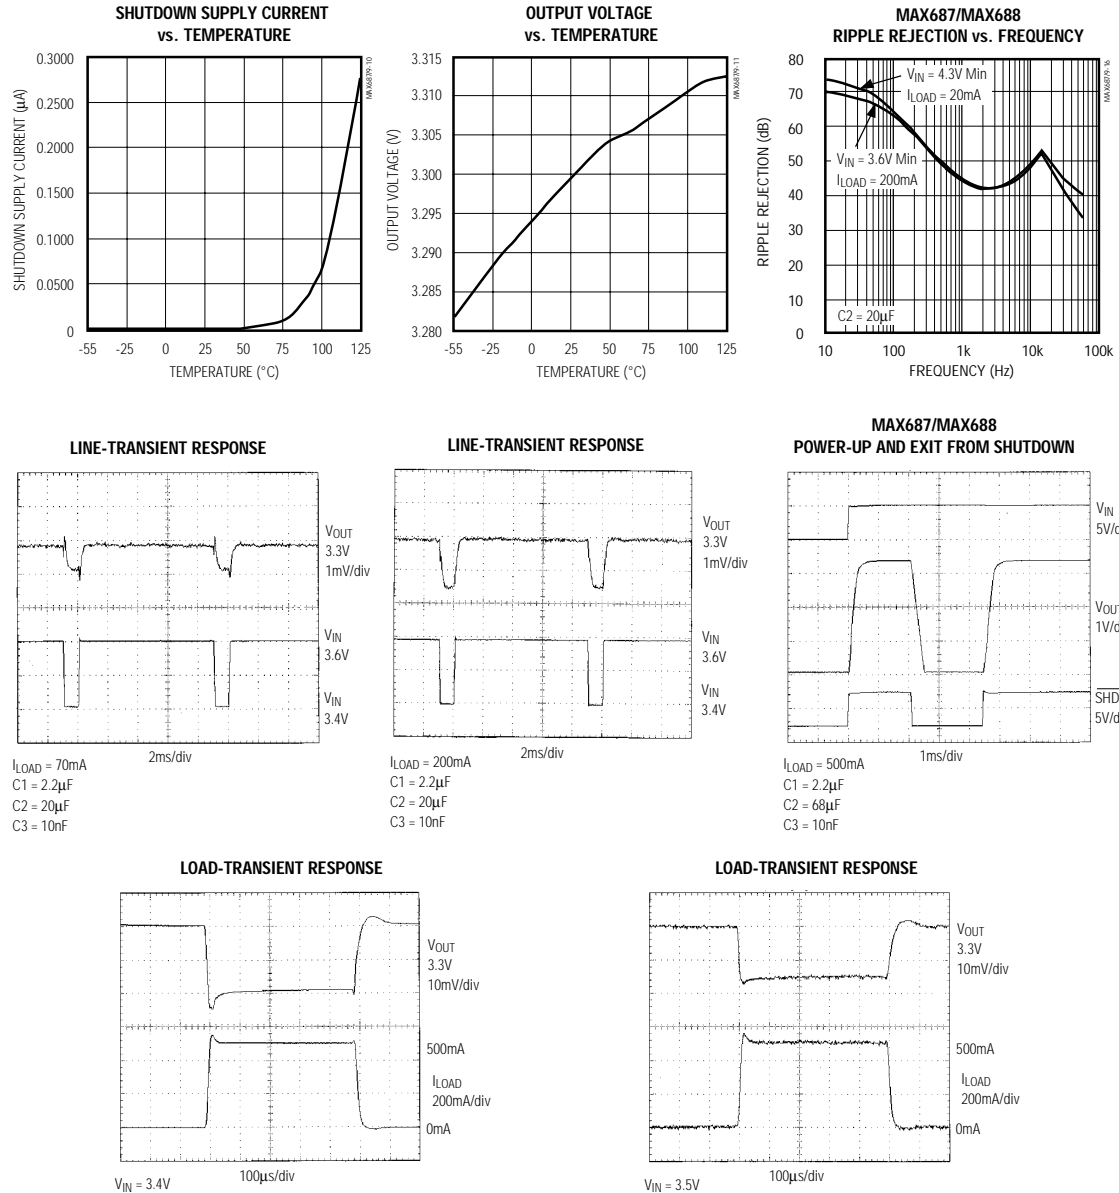 SHUTDOWN SUPPLY CURRENT
vs. TEMPERATURE
0.3000
0.2500
0.2000
0.1500
0.1000
0.0500
0
SHUTDOWN SUPPLY CURRENT (μA)
-55 -25 0 25 50 75 100 125
TEMPERATURE (°C)
MAX687/9-10
OUTPUT VOLTAGE
vs. TEMPERATURE
3.315
3.310
3.305
3.300
3.295
3.290
3.285
3.280
OUTPUT VOLTAGE (V)
-55 -25 0 25 50 75 100 125
TEMPERATURE (°C)
MAX687/9-11
MAX687/MAX688
RIPPLE REJECTION vs. FREQUENCY
80
70
60
50
40
30
20
10
0
RIPPLE REJECTION (dB)
VIN = 4.3V Min
ILOAD = 20mA
VIN = 3.6V Min
ILOAD = 200mA
C2 = 20μF
10 100 1k 10k 100k
FREQUENCY (Hz)
MAX687/9-16
LINE-TRANSIENT RESPONSE
VOUT
3.3V
1mV/div
VIN
3.6V
VIN
3.4V
2ms/div
ILOAD = 70mA
C1 = 2.2μF
C2 = 20μF
C3 = 10nF
LINE-TRANSIENT RESPONSE
VOUT
3.3V
1mV/div
VIN
3.6V
VIN
3.4V
2ms/div
ILOAD = 200mA
C1 = 2.2μF
C2 = 20μF
C3 = 10nF
MAX687/MAX688
POWER-UP AND EXIT FROM SHUTDOWN
VIN
5V/d
VOUT
1V/d
SHD
5V/d
1ms/div
ILOAD = 500mA
C1 = 2.2μF
C2 = 68μF
C3 = 10nF
LOAD-TRANSIENT RESPONSE
VOUT
3.3V
10mV/div
500mA
ILOAD
200mA/div
0mA
100μs/div
VIN = 3.4V
LOAD-TRANSIENT RESPONSE
VOUT
3.3V
10mV/div
500mA
ILOAD
200mA/div
0mA
100μs/div
VIN = 3.5V